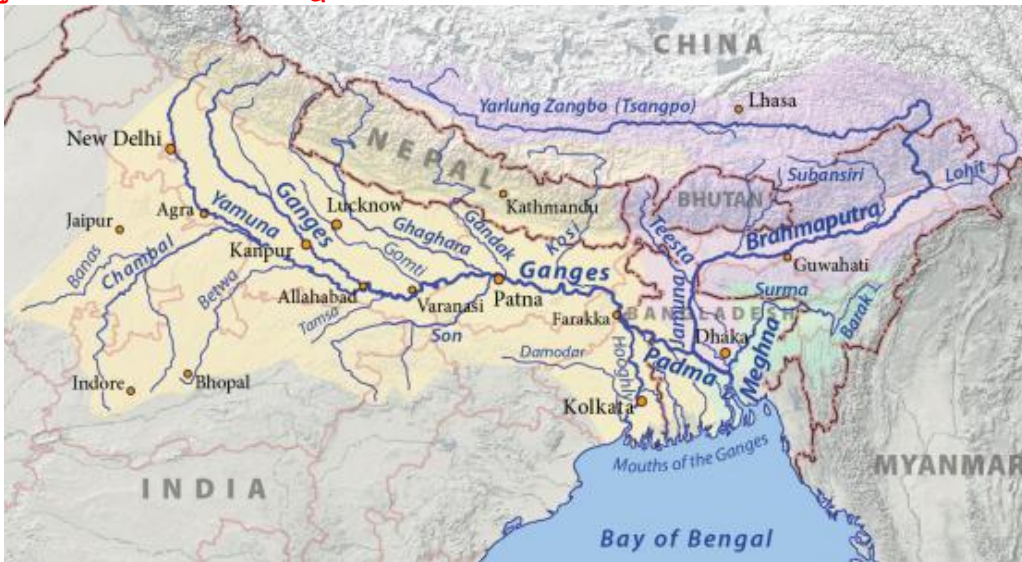 CHINA
Yarlung Zangbo (Tsangpo)
Lhasa
New Delhi
NEPAL
Lohit
Subansiri
BHUTAN
Jaipur
Agra
Yamuna
Ganges
Lucknow
Kathmandu
Teesta
Brahmaputra
Banas
Chambal
Kanpur
Ghaghara
Gandak
Kosi
Guwahati
Betwa
Gomti
Ganges
Allahabad
Varanasi
Patna
Surma
Tamsa
Son
Farakka
BANGLADESH
Jamuna
Barak
Damodar
Hooghly
Padma
Dhaka
Meghna
Indore
Bhopal
Kolkata
Mouths of the Ganges
INDIA
MYANMAR
Bay of Bengal